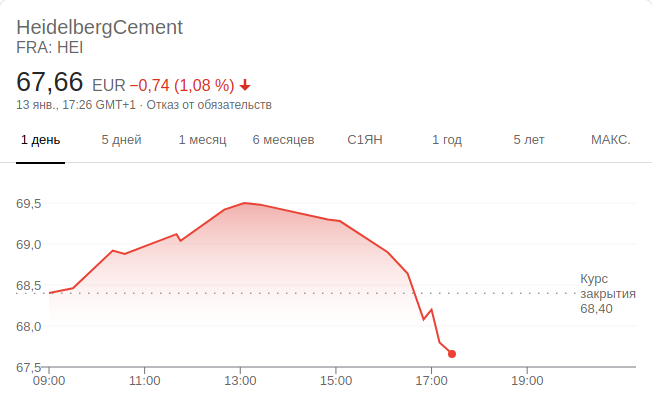 HeidelbergCement
FRA: HEI
67,66 EUR −0,74 (1,08 %)
13 янв., 17:26 GMT+1 · Отказ от обязательств
1 день 5 дней 1 месяц 6 месяцев С1ЯН 1 год 5 лет МАКС.
69,5
69,0
68,5
68,0
67,5
Курс
закрытия
68,40
09:00 11:00 13:00 15:00 17:00 19:00